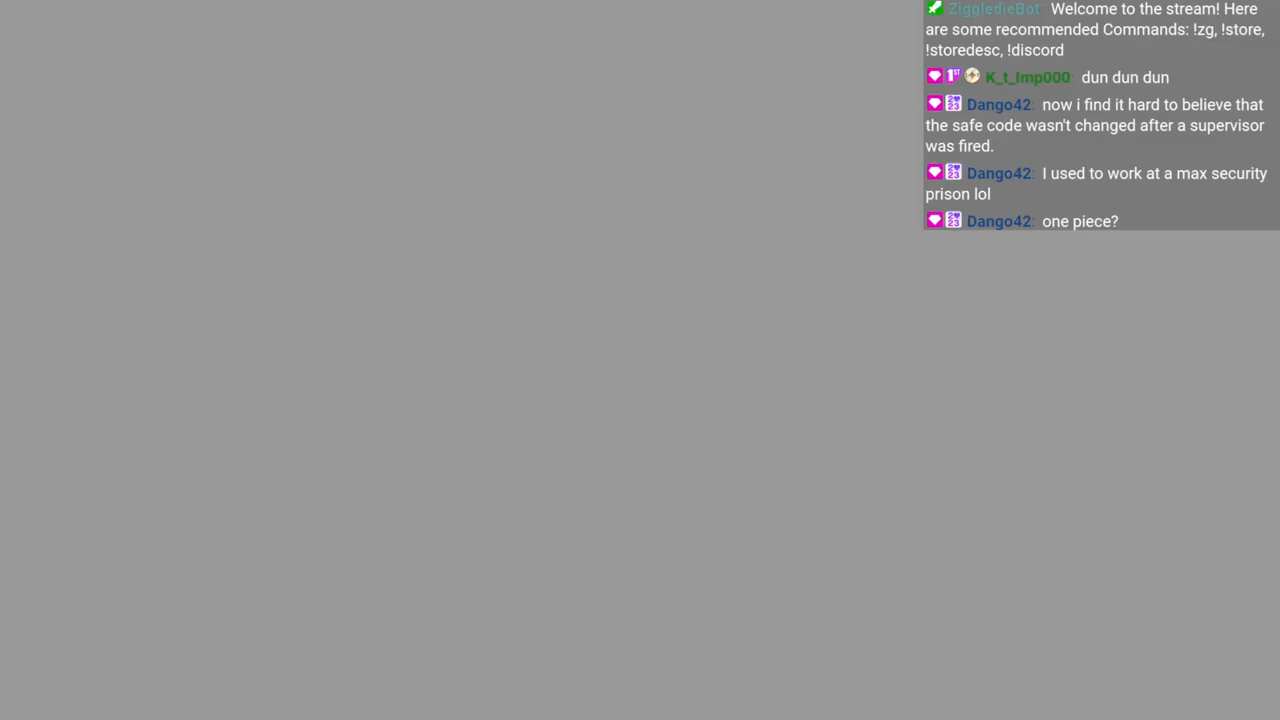 ZiggledieBot: Welcome to the stream! Here
are some recommended Commands: !zg, !store,
!storedesc, !discord
K_t_Imp000: dun dun dun
Dango42: now i find it hard to believe that
the safe code wasn't changed after a supervisor
was fired.
Dango42: I used to work at a max security
prison lol
Dango42: one piece?